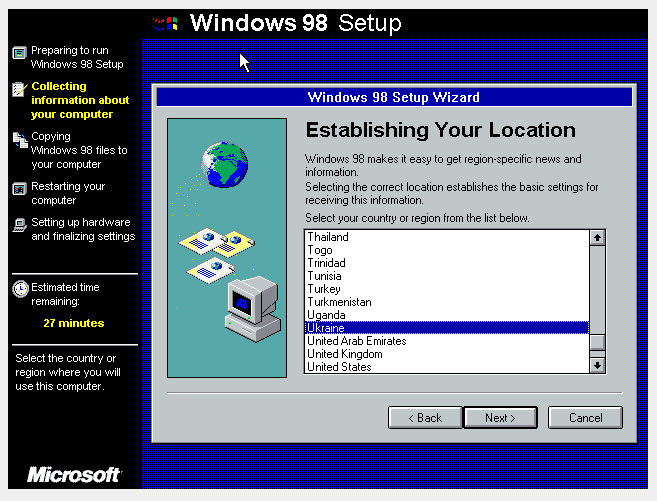 Windows 98 Setup
Preparing to run
Windows 98 Setup
Collecting
information about
your computer
Copying
Windows 98 files to
your computer
Restarting your
computer
Setting up hardware
and finalizing settings
Estimated time
remaining:
27 minutes
Select the country or
region where you will
use this computer.
Microsoft
Windows 98 Setup Wizard
Establishing Your Location
Windows 98 makes it easy to get region-specific news and
information.
Selecting the correct location establishes the basic settings for
receiving this information.
Select your country or region from the list below.
Thailand
Togo
Trinidad
Tunisia
Turkey
Turkmenistan
Uganda
Ukraine
United Arab Emirates
United Kingdom
United States
< Back
Next >
Cancel